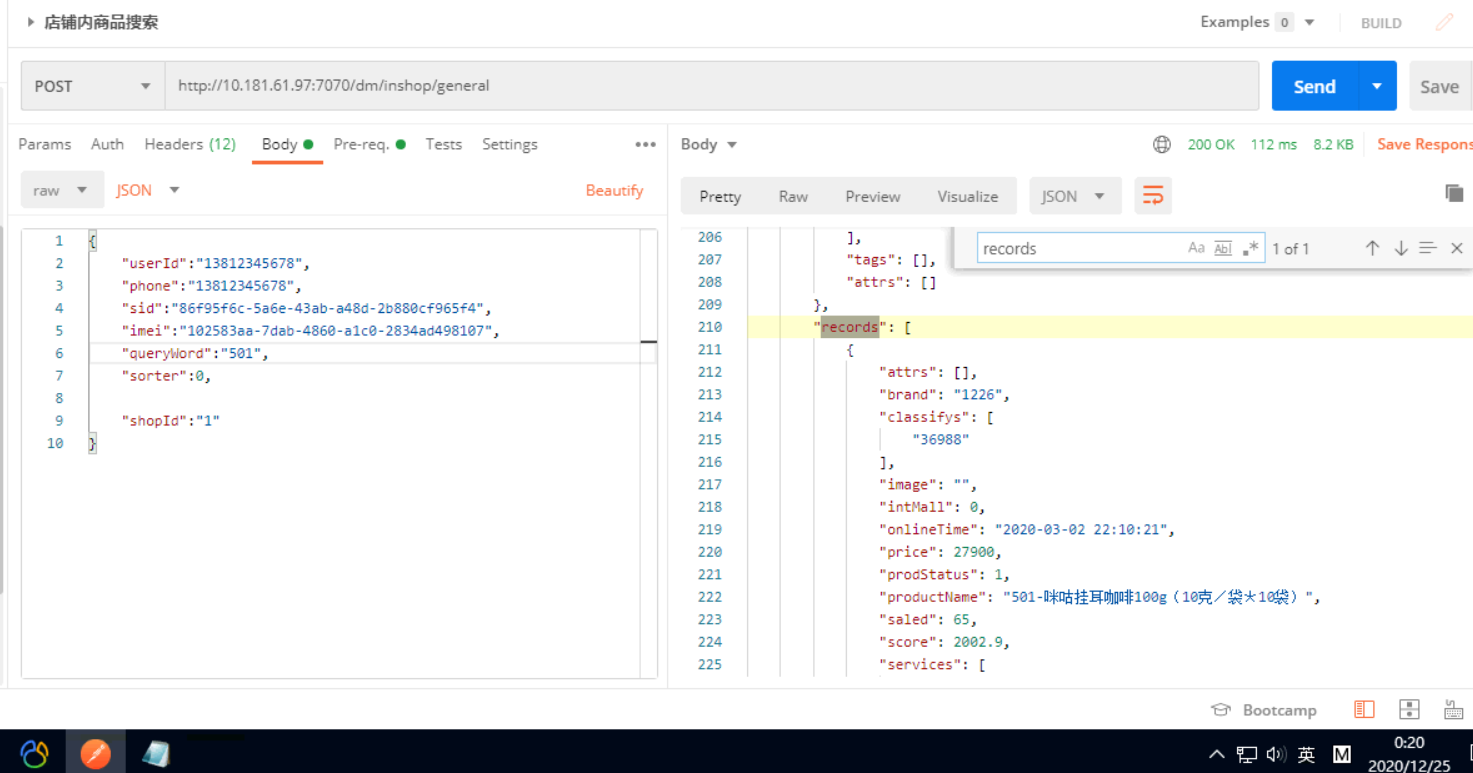 店铺内商品搜索
Examples 0 BUILD
POST http://10.181.61.97:7070/dm/inshop/general Send Save
Params Auth Headers (12) Body Pre-req. Tests Settings
raw JSON Beautify
1 {
2 "userId":"13812345678",
3 "phone":"13812345678",
4 "sid":"86f95f6c-5a6e-43ab-a48d-2b880cf965f4",
5 "imei":"102583aa-7dab-4860-a1c0-2834ad498107",
6 "queryWord":"501",
7 "sorter":0,
8
9 "shopId":"1"
10 }
Body 200 OK 112 ms 8.2 KB Save Respons
Pretty Raw Preview Visualize JSON
records Aa Abl .* 1 of 1
206 ],
207 "tags": [],
208 "attrs": []
209 },
210 "records": [
211 {
212 "attrs": [],
213 "brand": "1226",
214 "classifys": [
215 "36988"
216 ],
217 "image": "",
218 "intMall": 0,
219 "onlineTime": "2020-03-02 22:10:21",
220 "price": 27900,
221 "prodStatus": 1,
222 "productName": "501-咪咕挂耳咖啡100g（10克／袋＊10袋）",
223 "saled": 65,
224 "score": 2002.9,
225 "services": [
Bootcamp
英 M 0:20
2020/12/25